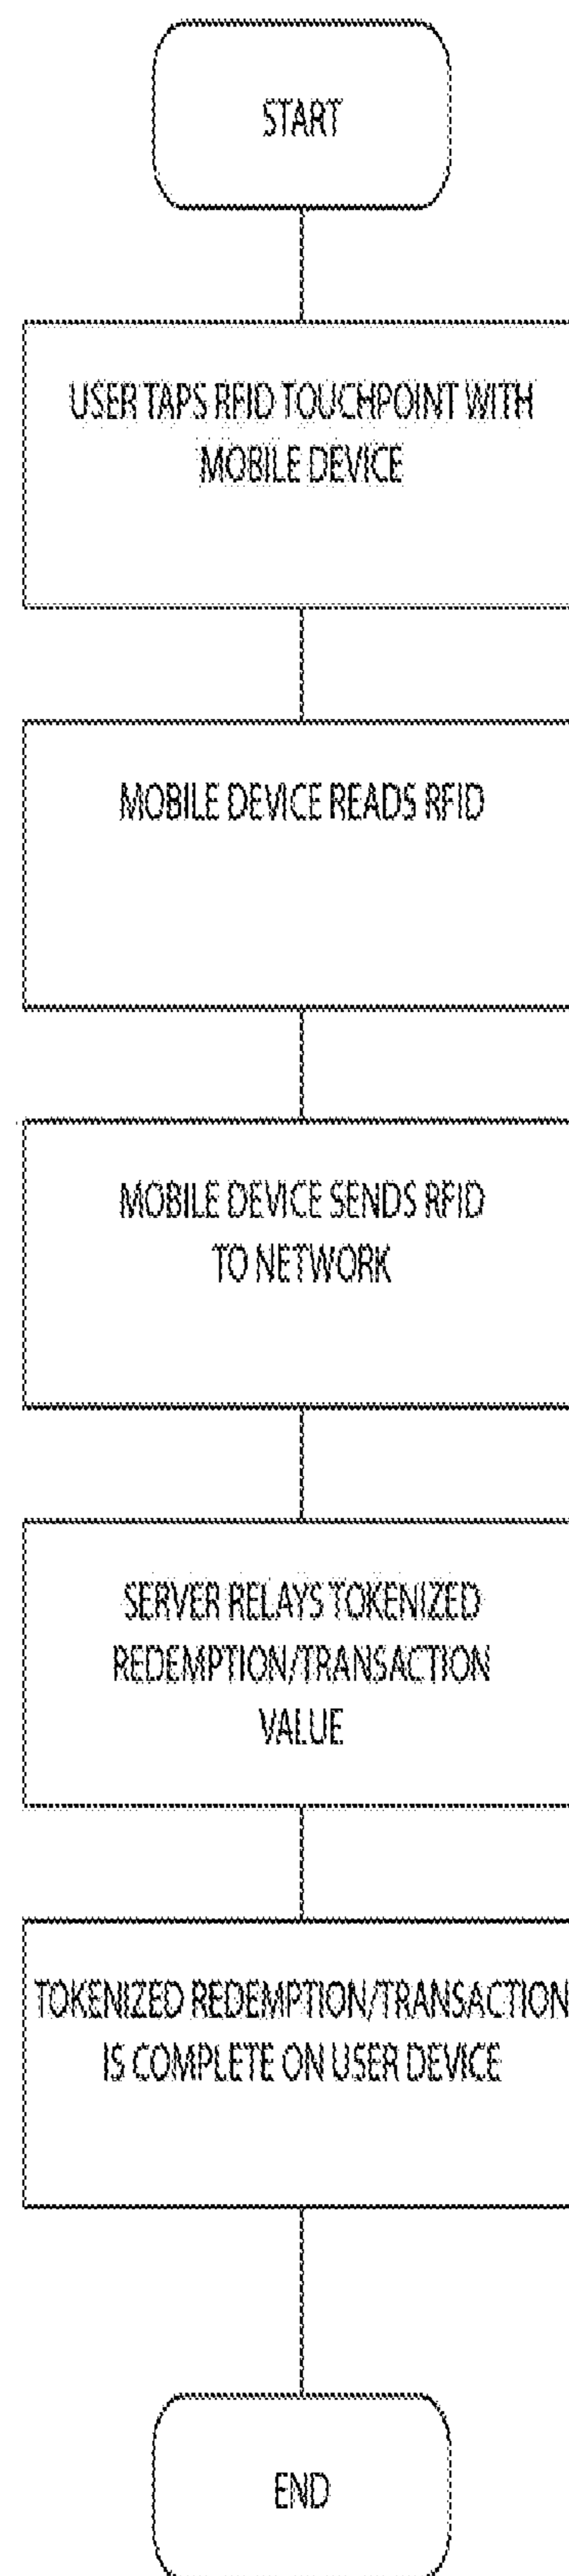 START
USER TAPS RFID TOUCHPOINT WITH
MOBILE DEVICE
MOBILE DEVICE READS RFID
MOBILE DEVICE SENDS RFID
TO NETWORK
SERVER RELAYS TOKENIZED
REDEMPTION/TRANSACTION
VALUE
TOKENIZED REDEMPTION/TRANSACTION
IS COMPLETE ON USER DEVICE
END